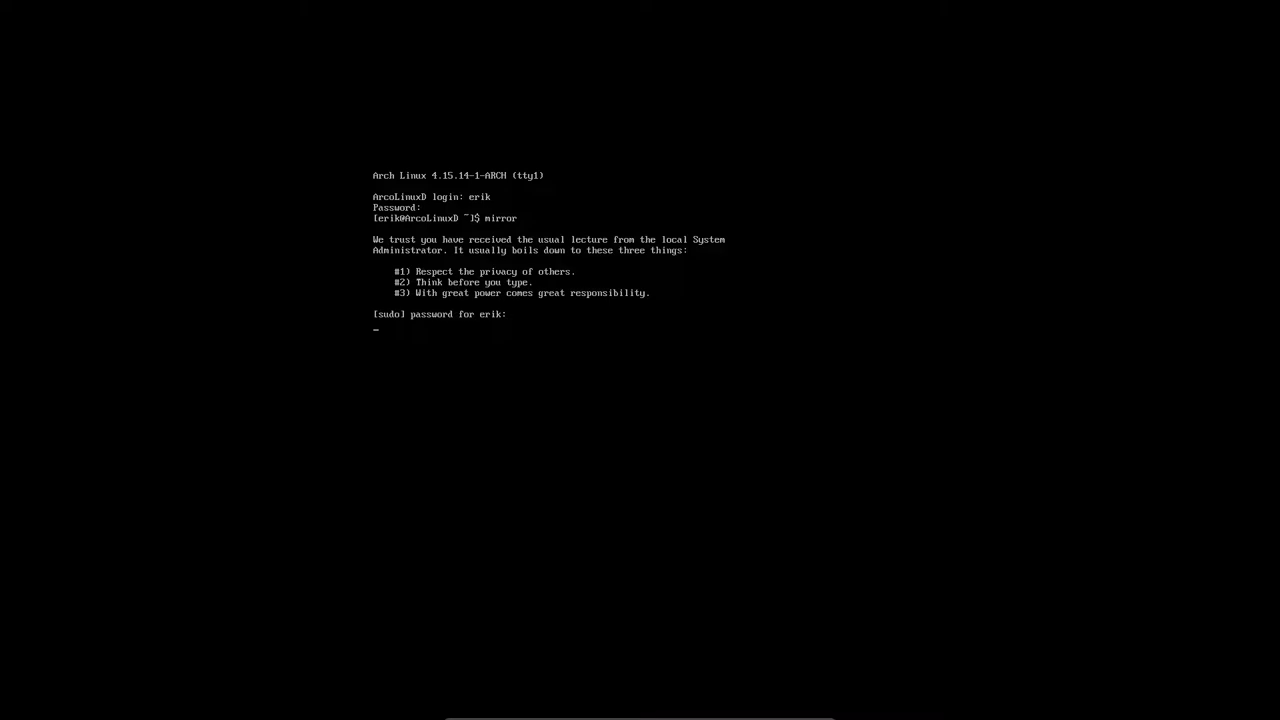 Arch Linux 4.15.14-1-ARCH (tty1)
ArcoLinuxD login: erik
Password:
[erik@ArcoLinuxD ~]$ mirror
We trust you have received the usual lecture from the local System
Administrator. It usually boils down to these three things:
#1) Respect the privacy of others.
#2) Think before you type.
#3) With great power comes great responsibility.
[sudo] password for erik: